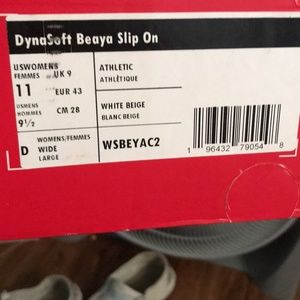 DynaSoft Beaya Slip On
USWOMENS
FEMMES
11
UK 9
EUR 43
USMENS
HOMMES
9½
CM 28
D
WOMENS/FEMMES
WIDE
LARGE
ATHLETIC
ATHLÉTIQUE
WHITE BEIGE
BLANC BEIGE
WSBEYAC2
1 96432 79054 8